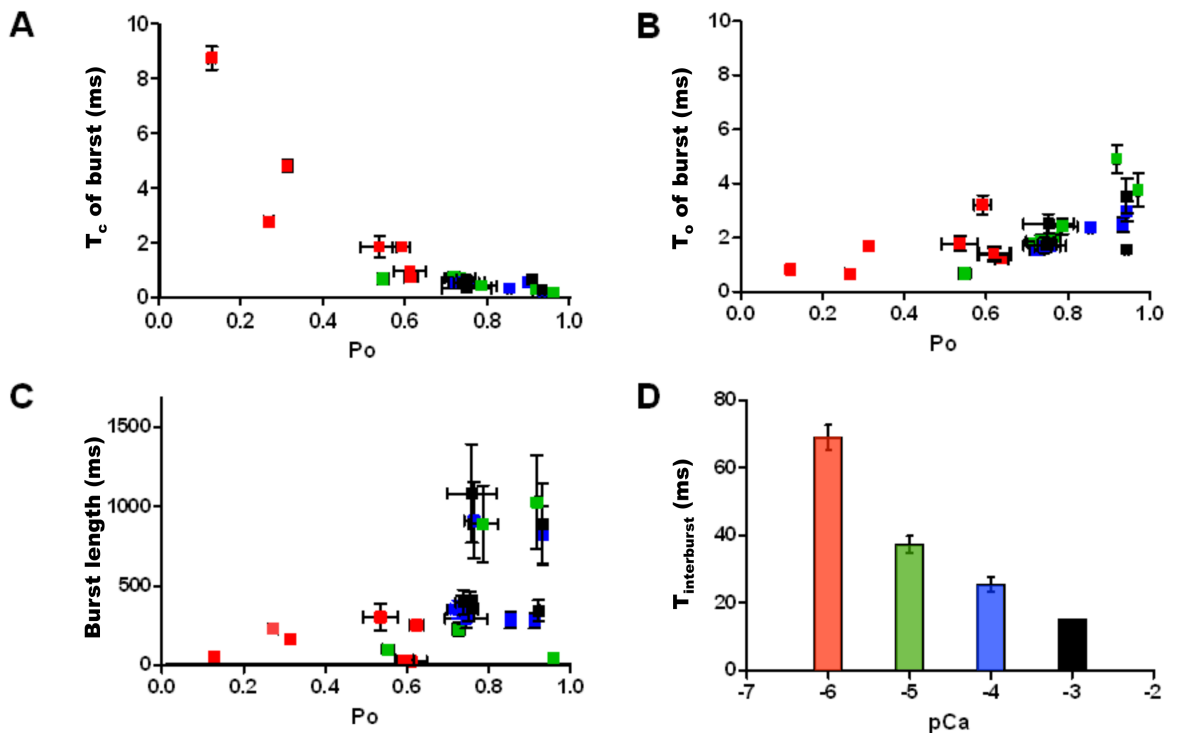 A
T_c of burst (ms)
10
8
6
4
2
0
0.0 0.2 0.4 0.6 0.8 1.0
Po
B
T_o of burst (ms)
10
8
6
4
2
0
0.0 0.2 0.4 0.6 0.8 1.0
Po
C
Burst length (ms)
1500
1000
500
0
0.0 0.2 0.4 0.6 0.8 1.0
Po
D
T_interburst (ms)
80
60
40
20
0
-7 -6 -5 -4 -3 -2
pCa